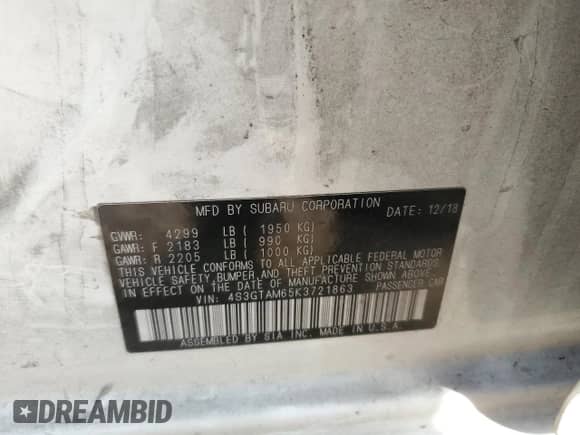 MFD BY SUBARU CORPORATION DATE: 12/18
GVWR: 4299 LB ( 1950 KG)
GAWR: F 2183 LB ( 990 KG)
GAWR: R 2205 LB ( 1000 KG)
THIS VEHICLE CONFORMS TO ALL APPLICABLE FEDERAL MOTOR
VEHICLE SAFETY BUMPER, AND THEFT PREVENTION STANDARDS
IN EFFECT ON THE DATE OF MANUFACTURE SHOWN ABOVE.
VIN: 4S3GTAM65K3721863 PASSENGER CAR
ASSEMBLED BY SIA INC. MADE IN U.S.A.
DREAMBID